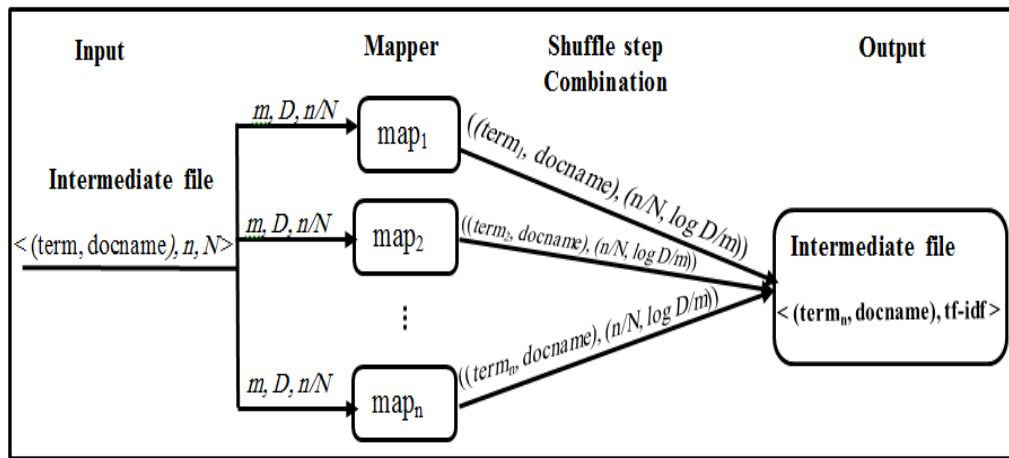 Input
Mapper
Shuffle step
Combination
Output
Intermediate file
< (term, docname), n, N>
m, D, n/N
map1
((term1, docname), (n/N, log D/m))
m, D, n/N
map2
((term2, docname), (n/N, log D/m))
⋮
m, D, n/N
mapn
((termn, docname), (n/N, log D/m))
Intermediate file
< (termn, docname), tf-idf >